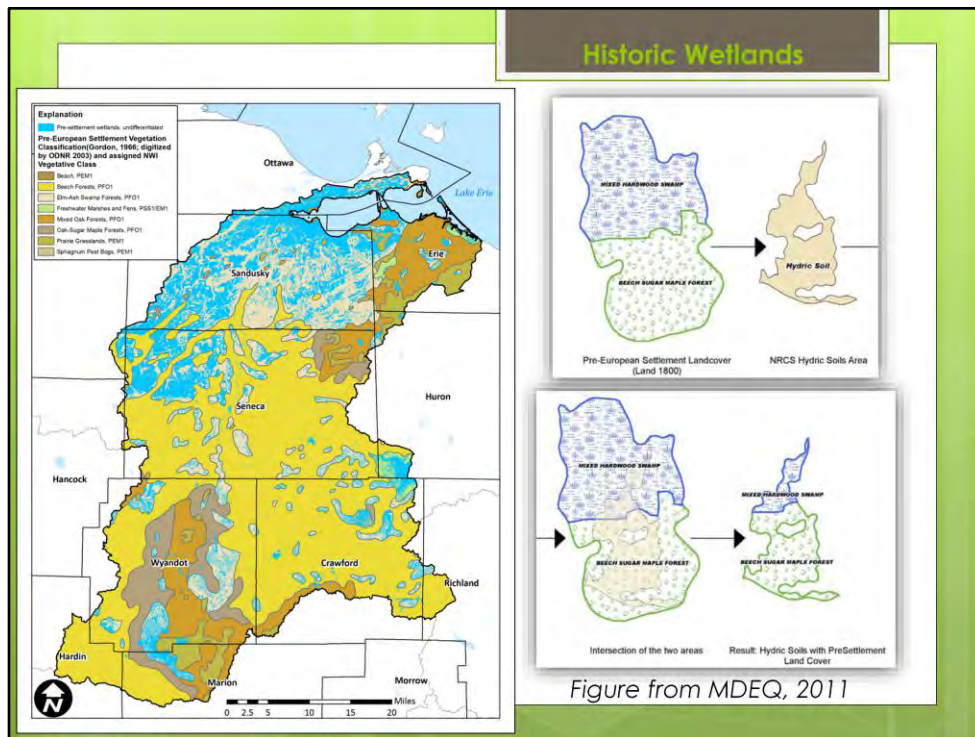 Historic Wetlands
Explanation
Pre-settlement wetlands, undifferentiated
Pre-European Settlement Vegetation
Classification(Gordon, 1966; digitized
by ODNR 2003) and assigned NWI
Vegetative Class
Beach, PEM1
Beech Forests, PFO1
Elm-Ash Swamp Forests, PFO1
Freshwater Marshes and Fens, PSS1/EM1
Mixed Oak Forests, PFO1
Oak-Sugar Maple Forests, PFO1
Prairie Grasslands, PEM1
Sphagnum Peat Bogs, PEM1
Ottawa
Lake Erie
Erie
Sandusky
Huron
Seneca
Hancock
Wyandot
Crawford
Richland
Hardin
Marion
Morrow
N
Miles
0 2.5 5 10 15 20
MIXED HARDWOOD SWAMP
BEECH SUGAR MAPLE FOREST
Hydric Soil
Pre-European Settlement Landcover
(Land 1800)
NRCS Hydric Soils Area
MIXED HARDWOOD SWAMP
BEECH SUGAR MAPLE FOREST
MIXED HARDWOOD SWAMP
BEECH SUGAR MAPLE FOREST
Intersection of the two areas
Result: Hydric Soils with PreSettlement
Land Cover
Figure from MDEQ, 2011